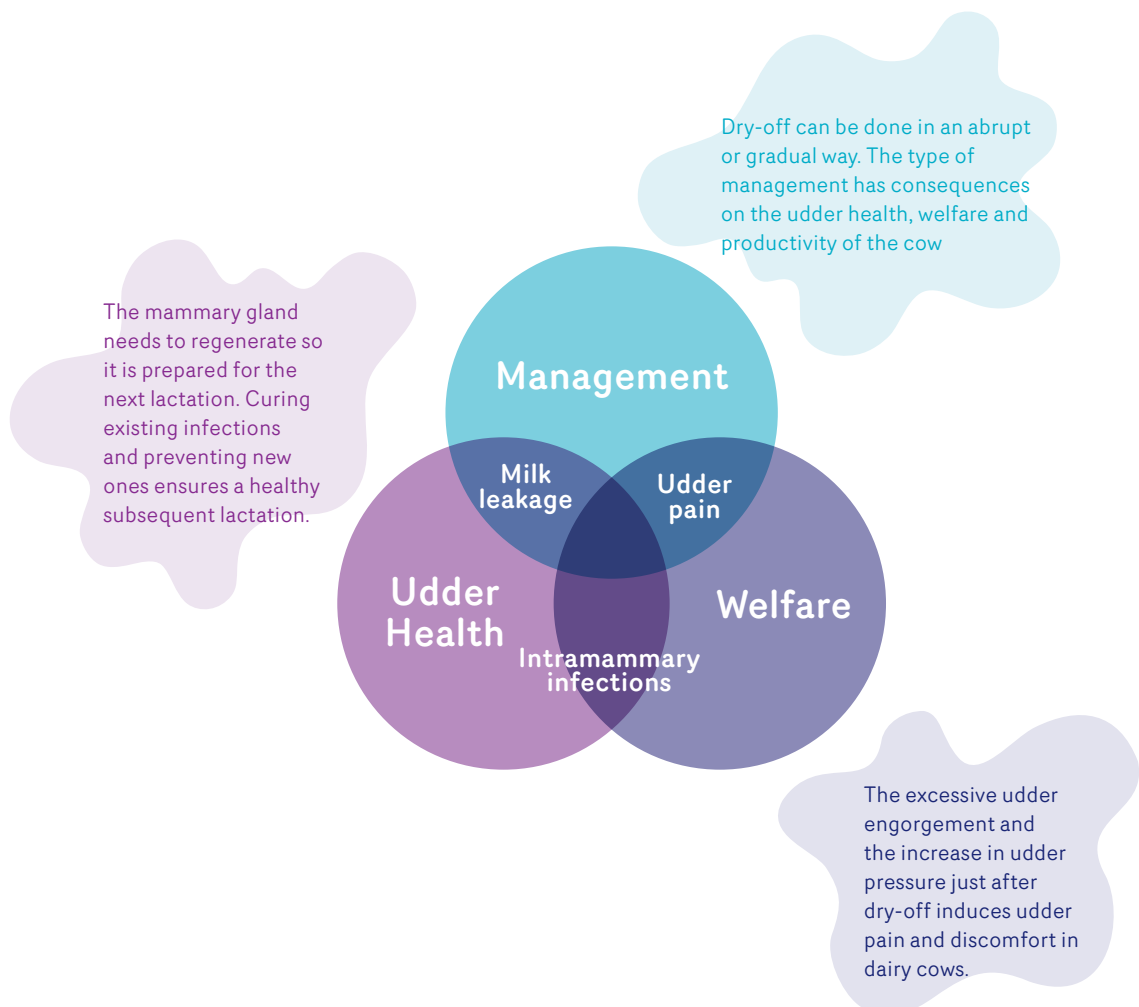 Dry-off can be done in an abrupt
or gradual way. The type of
management has consequences
on the udder health, welfare and
productivity of the cow
The mammary gland
needs to regenerate so
it is prepared for the
next lactation. Curing
existing infections
and preventing new
ones ensures a healthy
subsequent lactation.
Management
Milk
leakage
Udder
pain
Udder
Health
Welfare
Intramammary
infections
The excessive udder
engorgement and
the increase in udder
pressure just after
dry-off induces udder
pain and discomfort in
dairy cows.